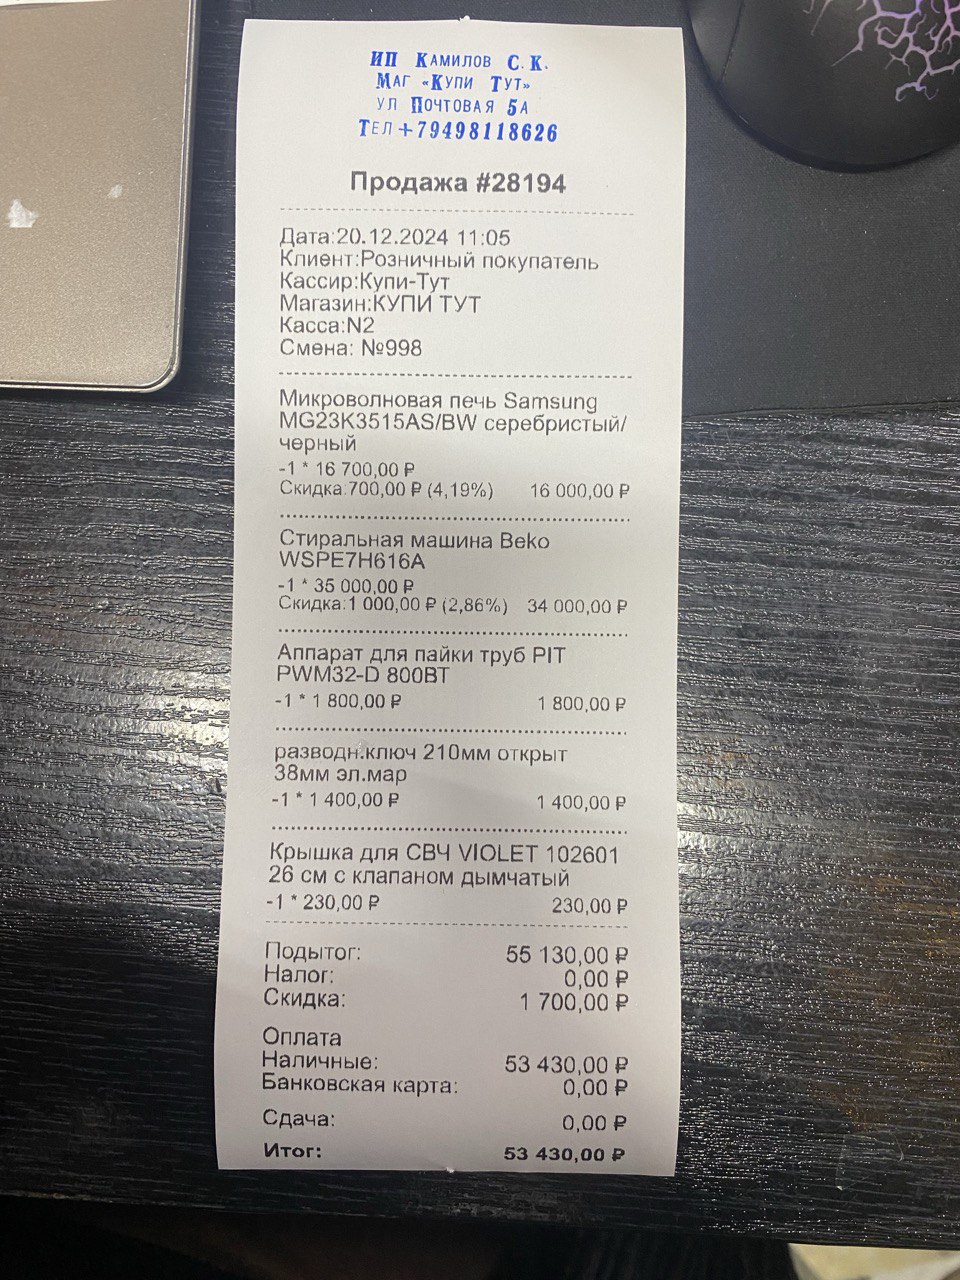 ИП Камилов С.К.
Маг «Купи Тут»
ул Почтовая 5а
Тел+79498118626
Продажа #28194
Дата:20.12.2024 11:05
Клиент:Розничный покупатель
Кассир:Купи-Тут
Магазин:КУПИ ТУТ
Касса:N2
Смена: №998
Микроволновая печь Samsung
MG23K3515AS/BW серебристый/
черный
-1 * 16 700,00 ₽
Скидка:700,00 ₽ (4,19%) 16 000,00 ₽
Стиральная машина Beko
WSPE7H616A
-1 * 35 000,00 ₽
Скидка:1 000,00 ₽ (2,86%) 34 000,00 ₽
Аппарат для пайки труб PIT
PWM32-D 800ВТ
-1 * 1 800,00 ₽ 1 800,00 ₽
разводн.ключ 210мм открыт
38мм эл.мар
-1 * 1 400,00 ₽ 1 400,00 ₽
Крышка для СВЧ VIOLET 102601
26 см с клапаном дымчатый
-1 * 230,00 ₽ 230,00 ₽
Подытог: 55 130,00 ₽
Налог: 0,00 ₽
Скидка: 1 700,00 ₽
Оплата
Наличные: 53 430,00 ₽
Банковская карта: 0,00 ₽
Сдача: 0,00 ₽
Итог: 53 430,00 ₽